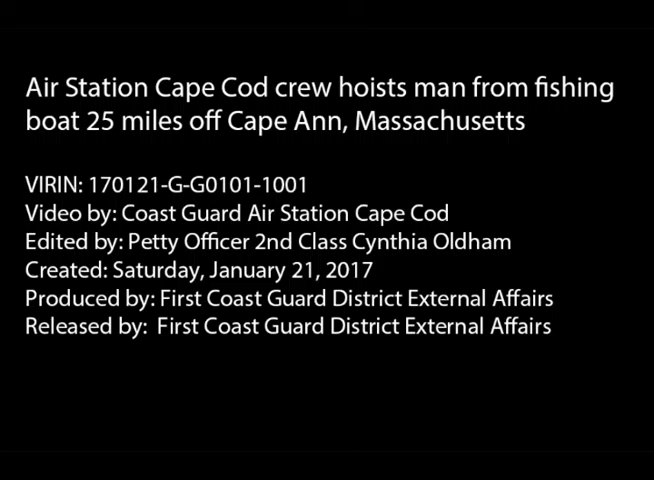 Air Station Cape Cod crew hoists man from fishing
boat 25 miles off Cape Ann, Massachusetts
VIRIN: 170121-G-G0101-1001
Video by: Coast Guard Air Station Cape Cod
Edited by: Petty Officer 2nd Class Cynthia Oldham
Created: Saturday, January 21, 2017
Produced by: First Coast Guard District External Affairs
Released by:  First Coast Guard District External Affairs